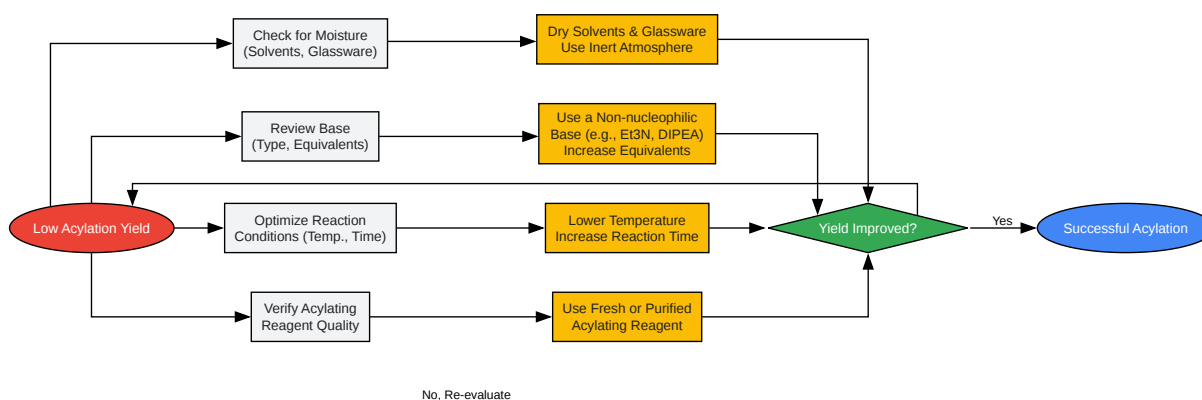 Check for Moisture
(Solvents, Glassware)
Dry Solvents & Glassware
Use Inert Atmosphere
Review Base
(Type, Equivalents)
Use a Non-nucleophilic
Base (e.g., Et3N, DIPEA)
Increase Equivalents
Low Acylation Yield
Optimize Reaction
Conditions (Temp., Time)
Lower Temperature
Increase Reaction Time
Yield Improved?
Yes
Successful Acylation
Verify Acylating
Reagent Quality
Use Fresh or Purified
Acylating Reagent
No, Re-evaluate